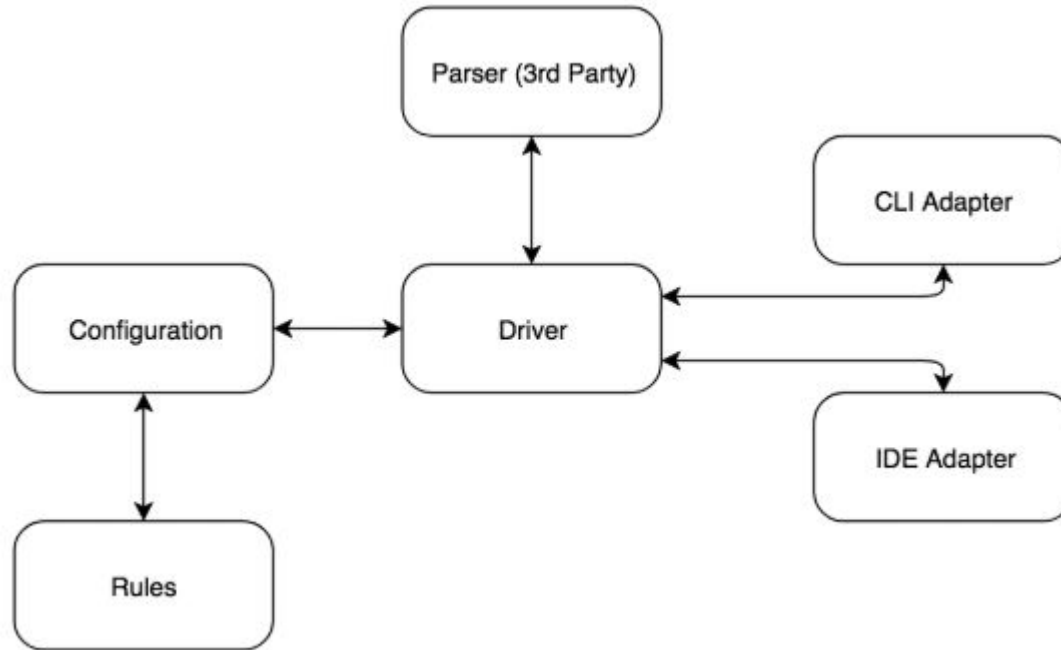 Parser (3rd Party)
CLI Adapter
Configuration
Driver
IDE Adapter
Rules